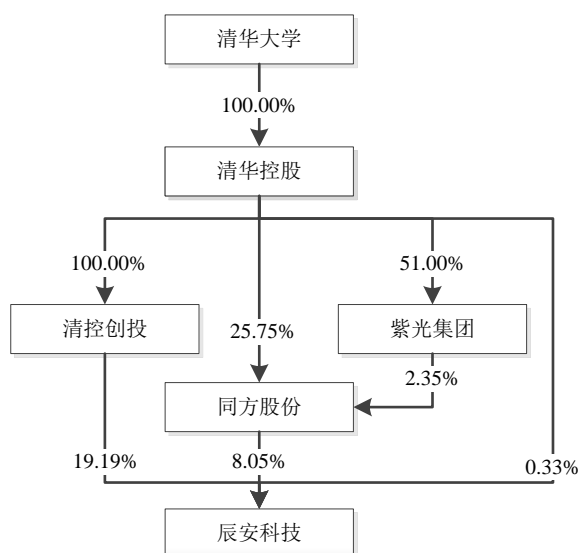 清华大学
100.00%
清华控股
100.00%
51.00%
清控创投
25.75%
紫光集团
2.35%
同方股份
19.19%
8.05%
0.33%
辰安科技